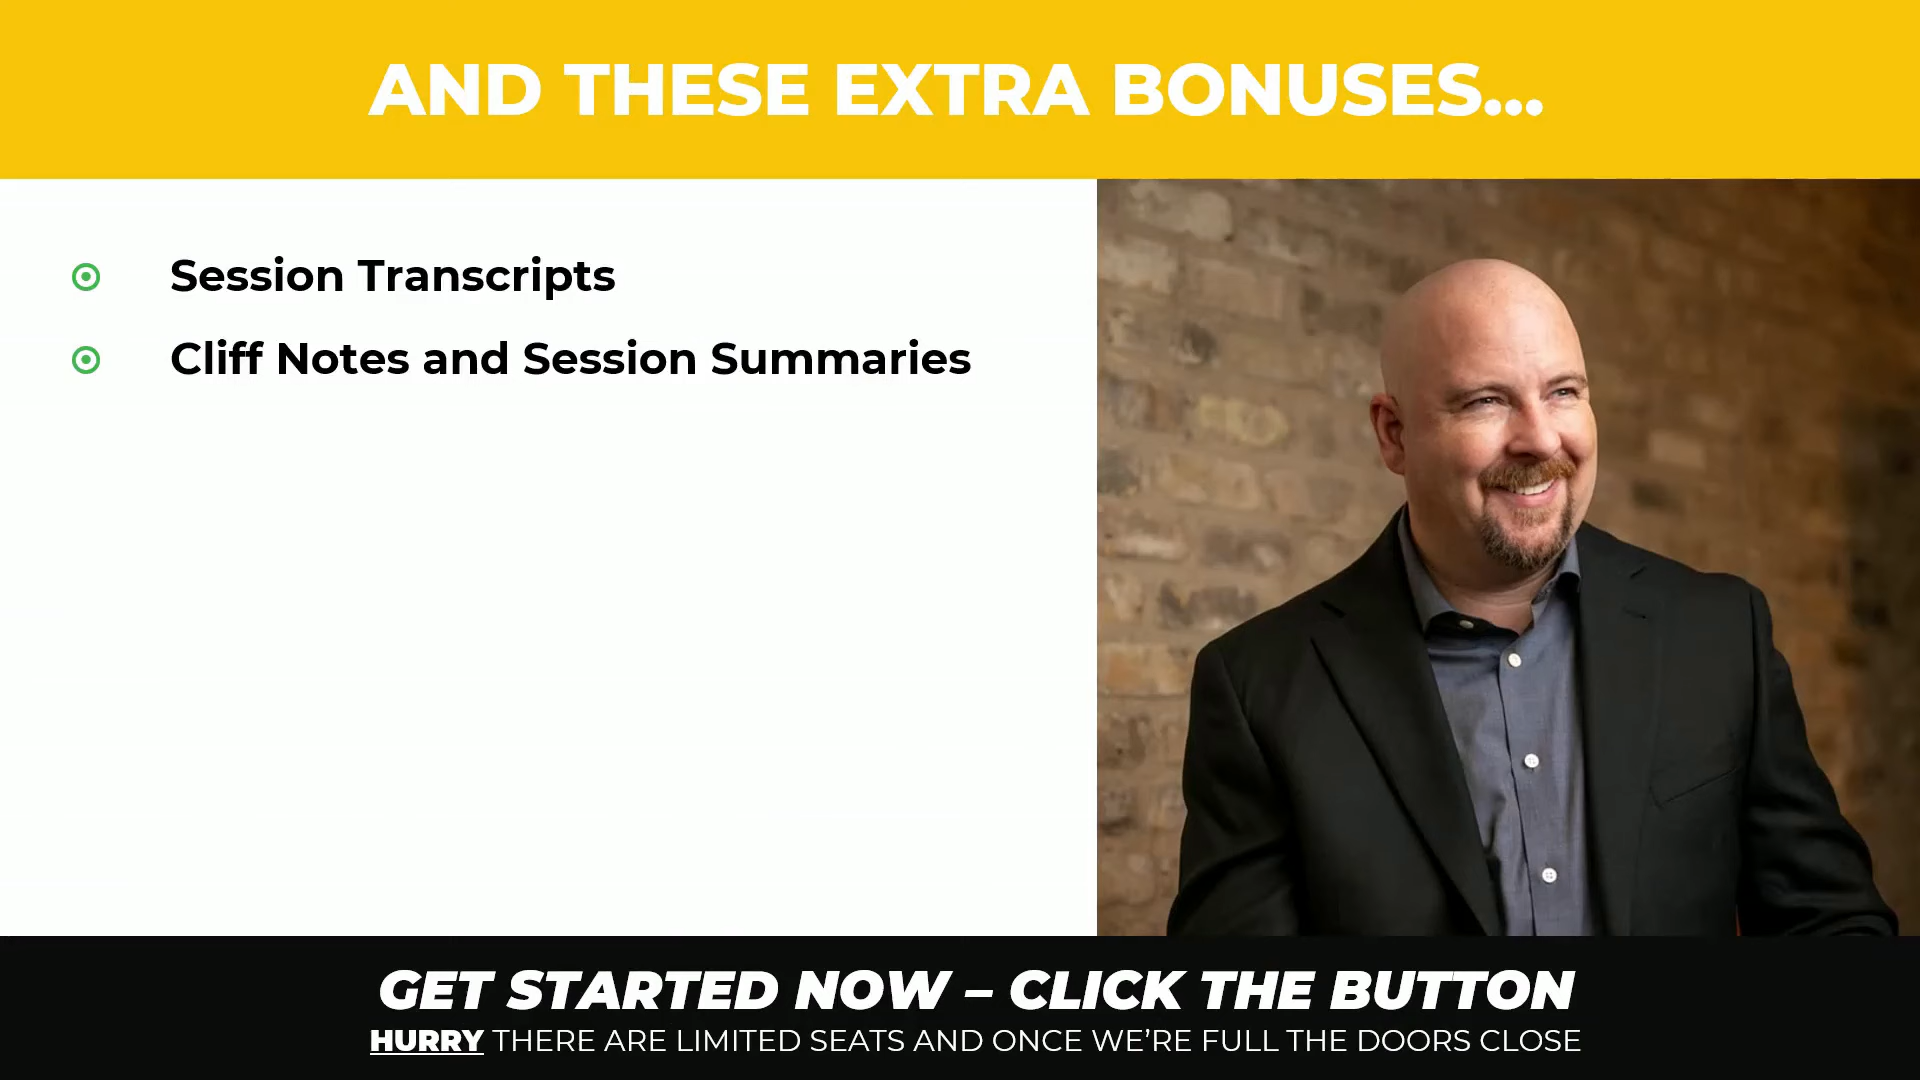 AND THESE EXTRA BONUSES...
Session Transcripts
Cliff Notes and Session Summaries
GET STARTED NOW – CLICK THE BUTTON
HURRY THERE ARE LIMITED SEATS AND ONCE WE’RE FULL THE DOORS CLOSE